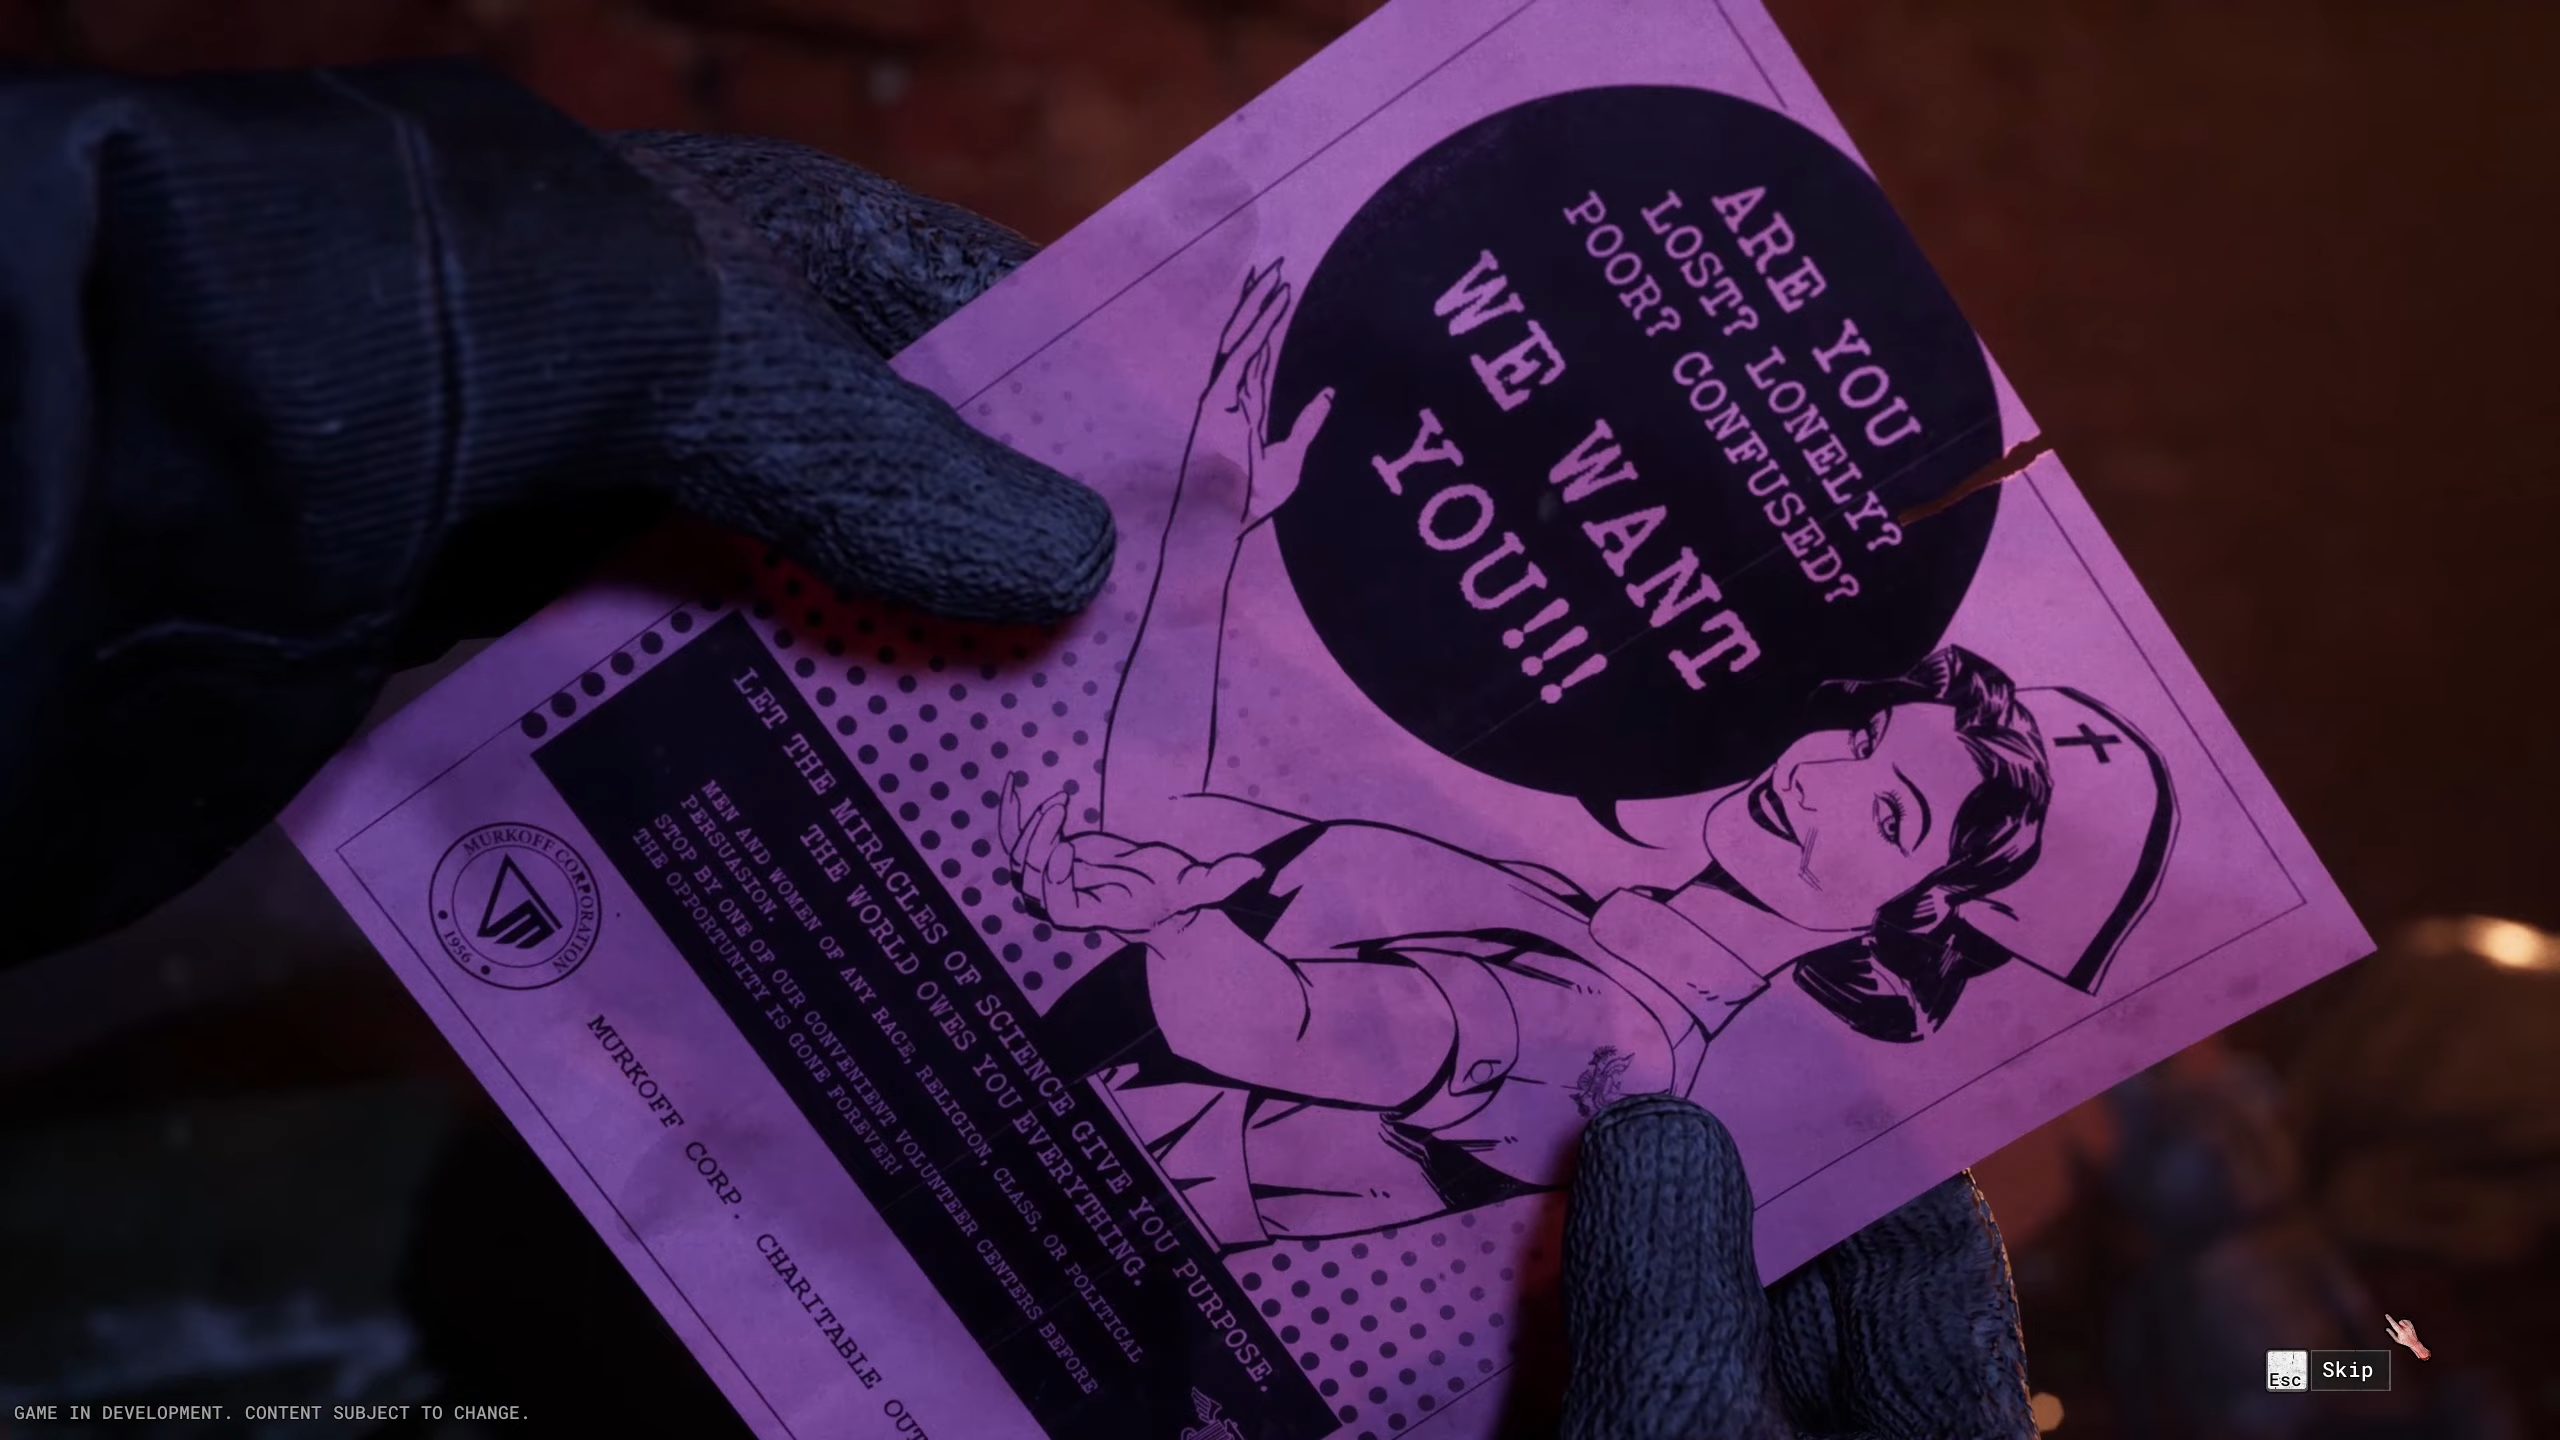 ARE YOU
LOST? LONELY?
POOR? CONFUSED?
WE WANT
YOU!!!
LET THE MIRACLES OF SCIENCE GIVE YOU PURPOSE.
THE WORLD OWES YOU EVERYTHING.
MEN AND WOMEN OF ANY RACE, RELIGION, CLASS, OR POLITICAL
PERSUASION.
STOP BY ONE OF OUR CONVENIENT VOLUNTEER CENTERS BEFORE
THE OPPORTUNITY IS GONE FOREVER!
MURKOFF CORPORATION
1956
MURKOFF CORP. CHARITABLE OUT
Esc Skip
GAME IN DEVELOPMENT. CONTENT SUBJECT TO CHANGE.